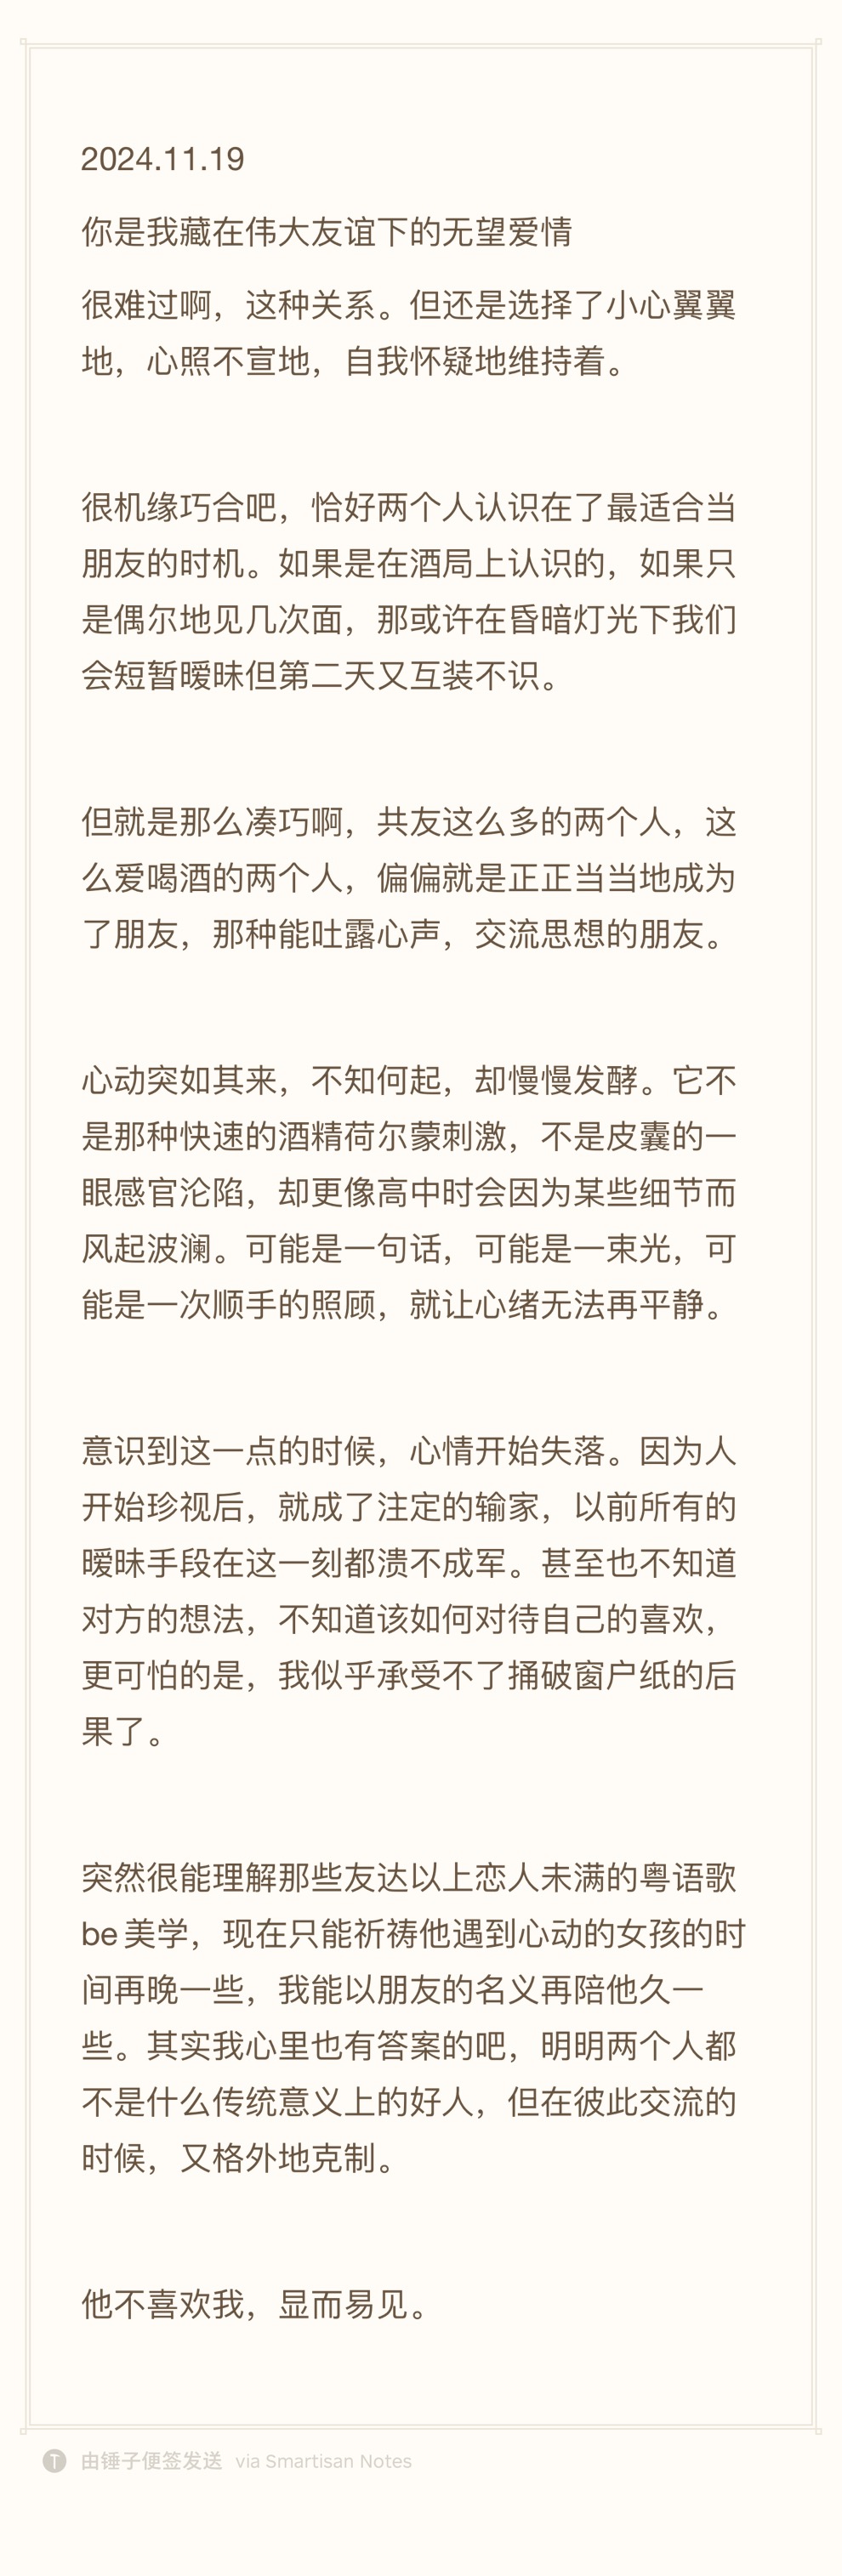 2024.11.19
你是我藏在伟大友谊下的无望爱情
很难过啊，这种关系。但还是选择了小心翼翼
地，心照不宣地，自我怀疑地维持着。
很机缘巧合吧，恰好两个人认识在了最适合当
朋友的时机。如果是在酒局上认识的，如果只
是偶尔地见几次面，那或许在昏暗灯光下我们
会短暂暧昧但第二天又互装不识。
但就是那么凑巧啊，共友这么多的两个人，这
么爱喝酒的两个人，偏偏就是正正当当地成为
了朋友，那种能吐露心声，交流思想的朋友。
心动突如其来，不知何起，却慢慢发酵。它不
是那种快速的酒精荷尔蒙刺激，不是皮囊的一
眼感官沦陷，却更像高中时会因为某些细节而
风起波澜。可能是一句话，可能是一束光，可
能是一次顺手的照顾，就让心绪无法再平静。
意识到这一点的时候，心情开始失落。因为人
开始珍视后，就成了注定的输家，以前所有的
暧昧手段在这一刻都溃不成军。甚至也不知道
对方的想法，不知道该如何对待自己的喜欢，
更可怕的是，我似乎承受不了捅破窗户纸的后
果了。
突然很能理解那些友达以上恋人未满的粤语歌
be美学，现在只能祈祷他遇到心动的女孩的时
间再晚一些，我能以朋友的名义再陪他久一
些。其实我心里也有答案的吧，明明两个人都
不是什么传统意义上的好人，但在彼此交流的
时候，又格外地克制。
他不喜欢我，显而易见。
T 由锤子便签发送 via Smartisan Notes